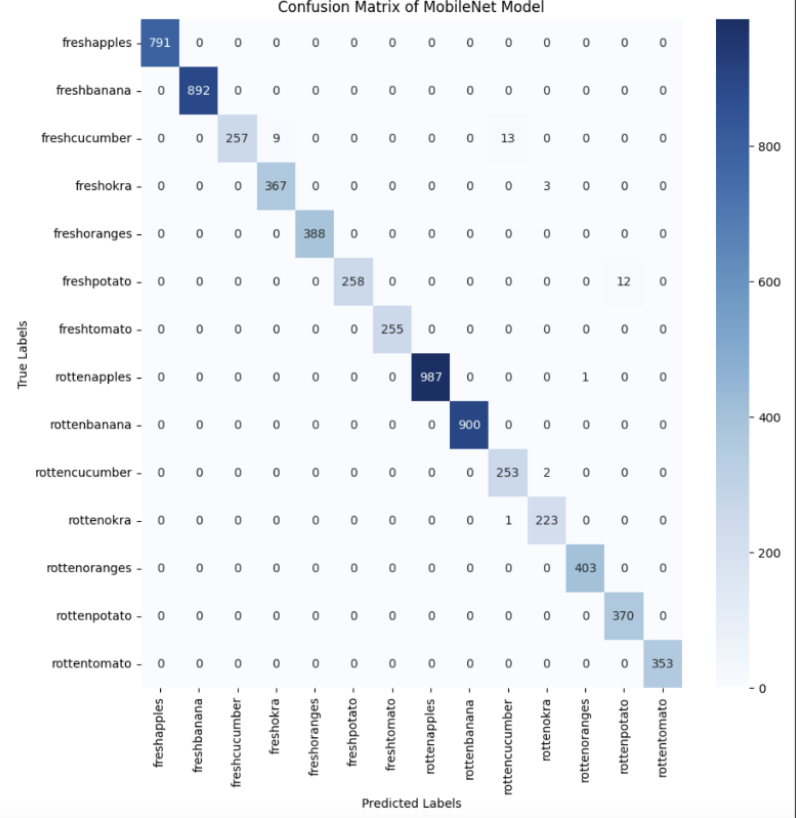 Confusion Matrix of MobileNet Model
freshapples 791 0 0 0 0 0 0 0 0 0 0 0 0 0
freshbanana 0 892 0 0 0 0 0 0 0 0 0 0 0 0
freshcucumber 0 0 257 9 0 0 0 0 0 13 0 0 0 0
freshokra 0 0 0 367 0 0 0 0 0 0 3 0 0 0
freshoranges 0 0 0 0 388 0 0 0 0 0 0 0 0 0
freshpotato 0 0 0 0 0 258 0 0 0 0 0 0 12 0
freshtomato 0 0 0 0 0 0 255 0 0 0 0 0 0 0
rottenapples 0 0 0 0 0 0 0 987 0 0 0 1 0 0
rottenbanana 0 0 0 0 0 0 0 0 900 0 0 0 0 0
rottencucumber 0 0 0 0 0 0 0 0 0 253 2 0 0 0
rottenokra 0 0 0 0 0 0 0 0 0 1 223 0 0 0
rottenoranges 0 0 0 0 0 0 0 0 0 0 0 403 0 0
rottenpotato 0 0 0 0 0 0 0 0 0 0 0 0 370 0
rottentomato 0 0 0 0 0 0 0 0 0 0 0 0 0 353
True Labels
freshapples
freshbanana
freshcucumber
freshokra
freshoranges
freshpotato
freshtomato
rottenapples
rottenbanana
rottencucumber
rottenokra
rottenoranges
rottenpotato
rottentomato
Predicted Labels
800
600
400
200
0